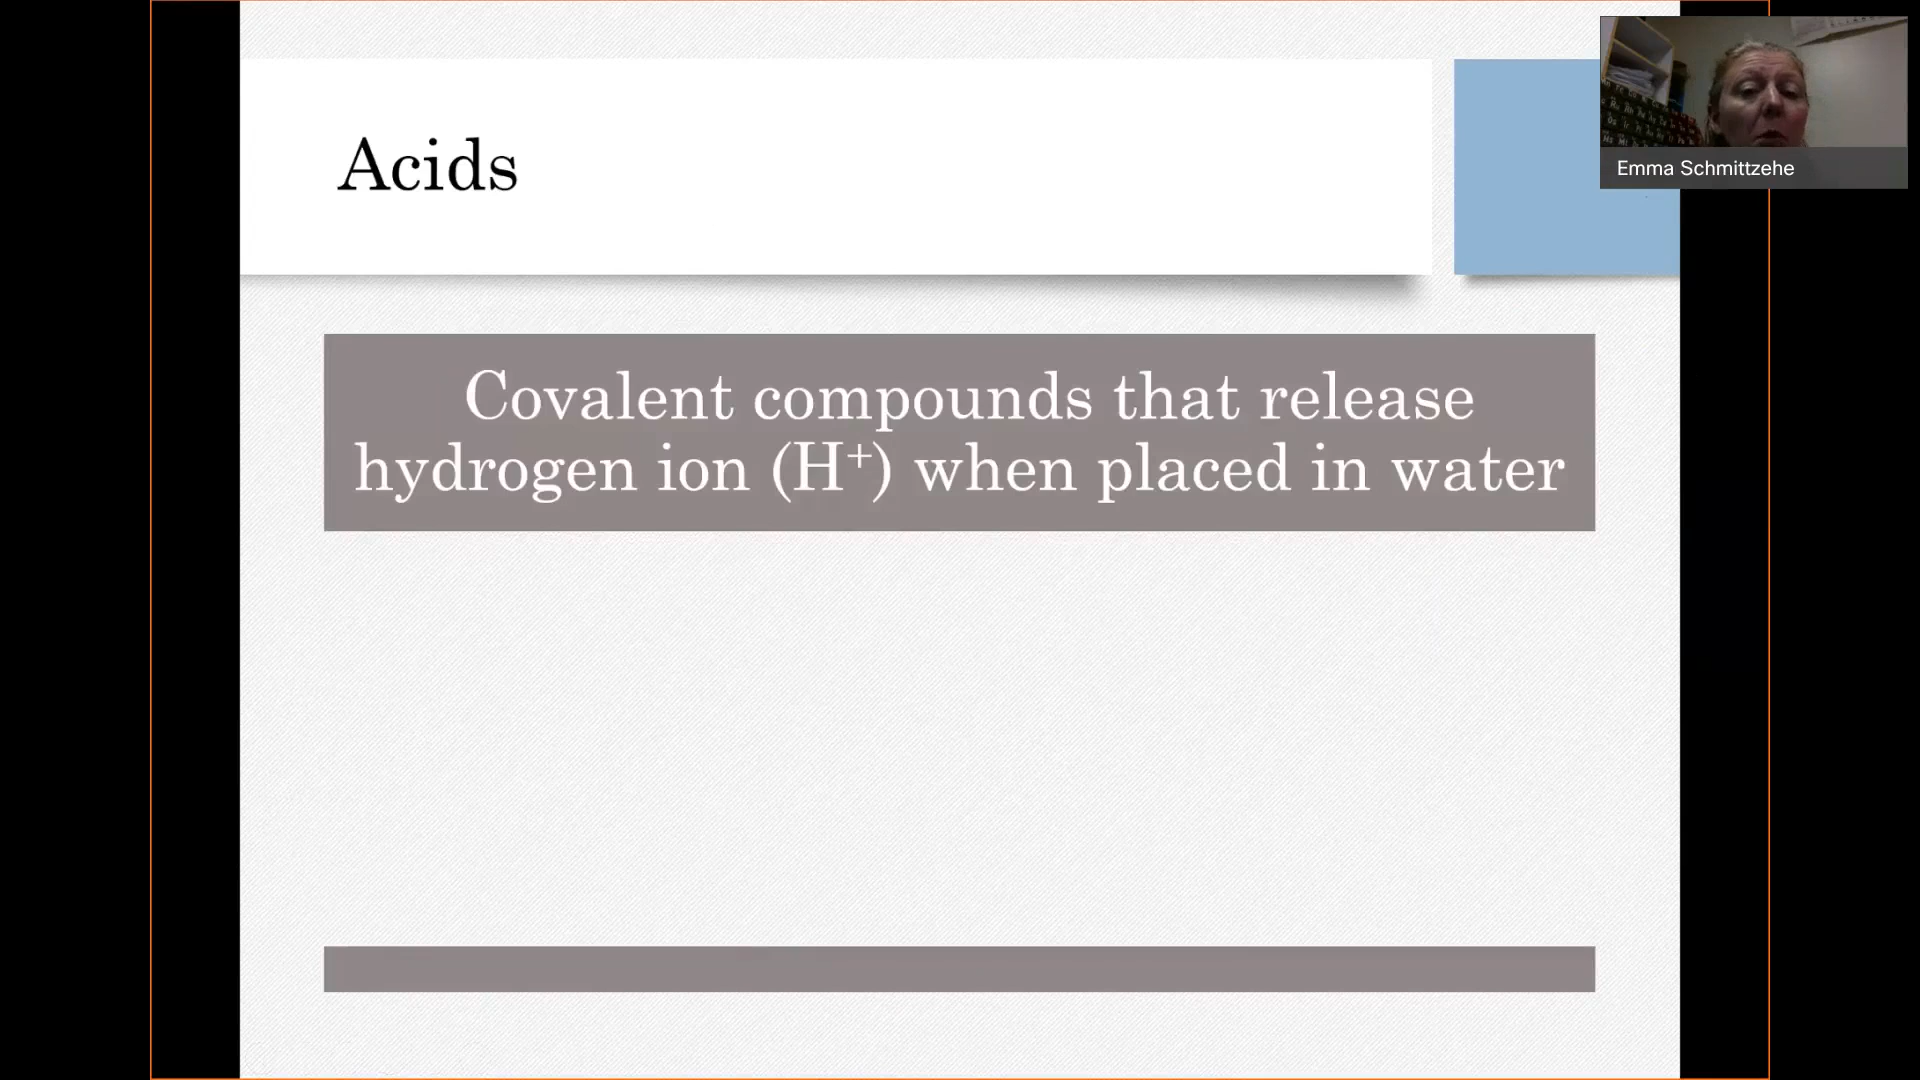 Acids
Covalent compounds that release
hydrogen ion (H⁺) when placed in water
Emma Schmittzehe